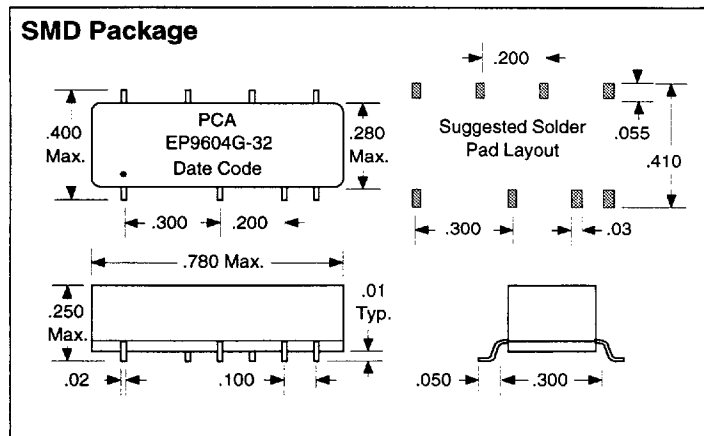 SMD Package
.400
Max.
PCA
EP9604G-32
Date Code
.280
Max.
.300
.200
.200
Suggested Solder
Pad Layout
.055
.410
.300
.03
.780 Max.
.250
Max.
.01
Typ.
.02
.100
.050
.300